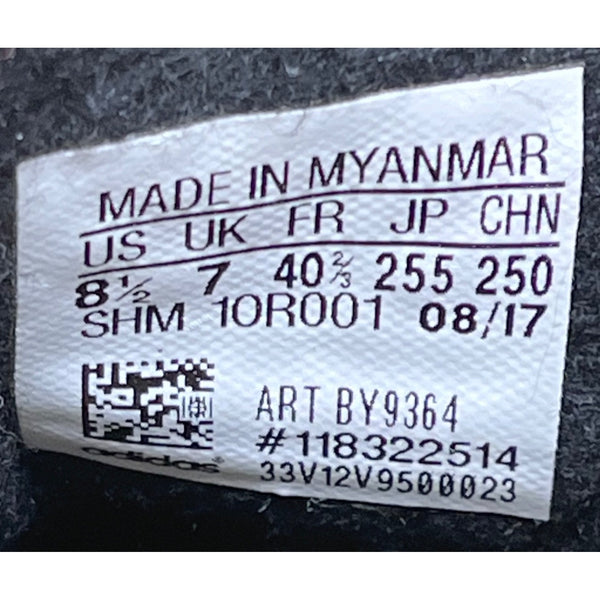 MADE IN MYANMAR
US UK FR JP CHN
8½ 7 40⅔ 255 250
SHM 10R001 08/17
ART BY9364
#118322514
adidas®
33V12V9500023